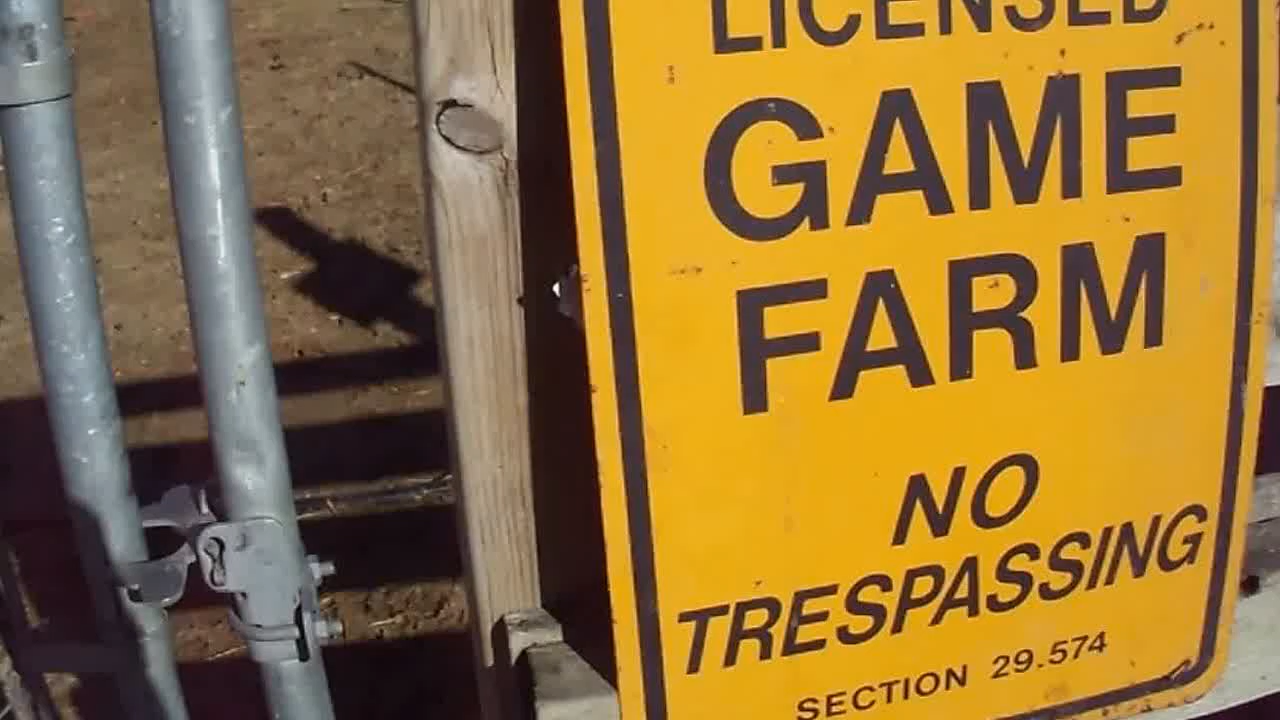 LICENSED
GAME
FARM
NO
TRESPASSING
SECTION 29.574